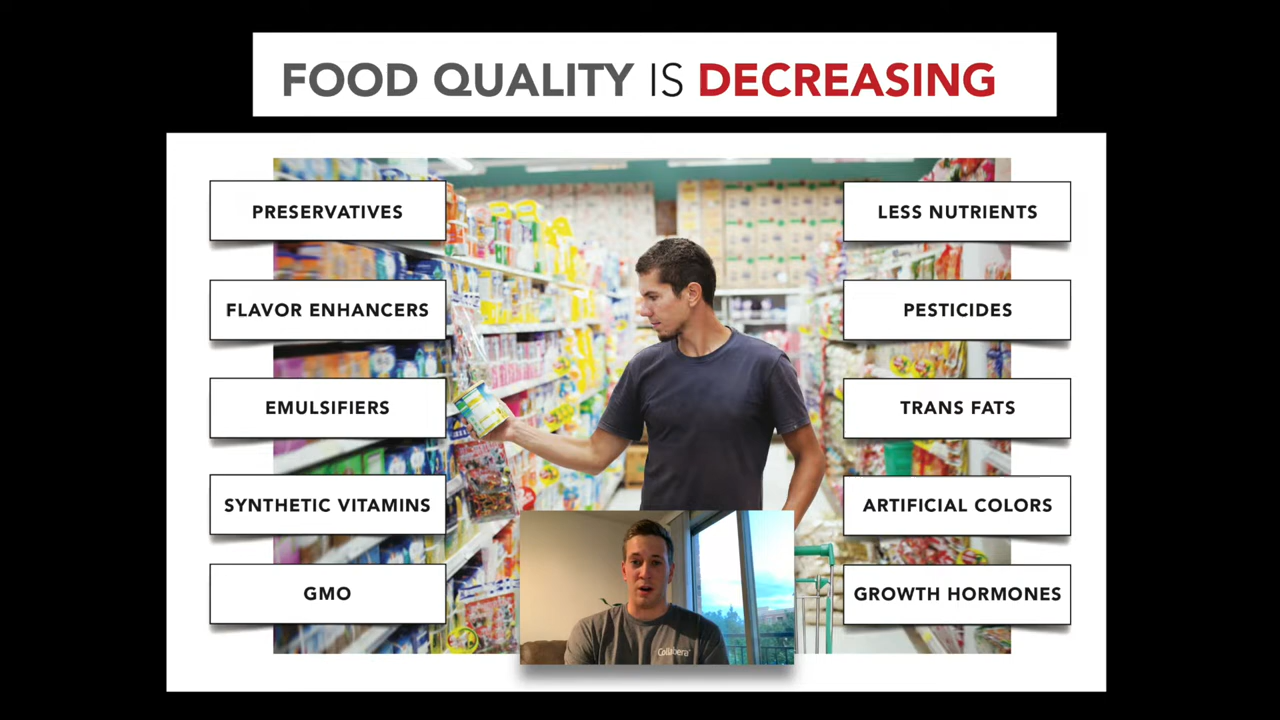 FOOD QUALITY IS DECREASING
PRESERVATIVES
FLAVOR ENHANCERS
EMULSIFIERS
SYNTHETIC VITAMINS
GMO
LESS NUTRIENTS
PESTICIDES
TRANS FATS
ARTIFICIAL COLORS
GROWTH HORMONES
Collabera